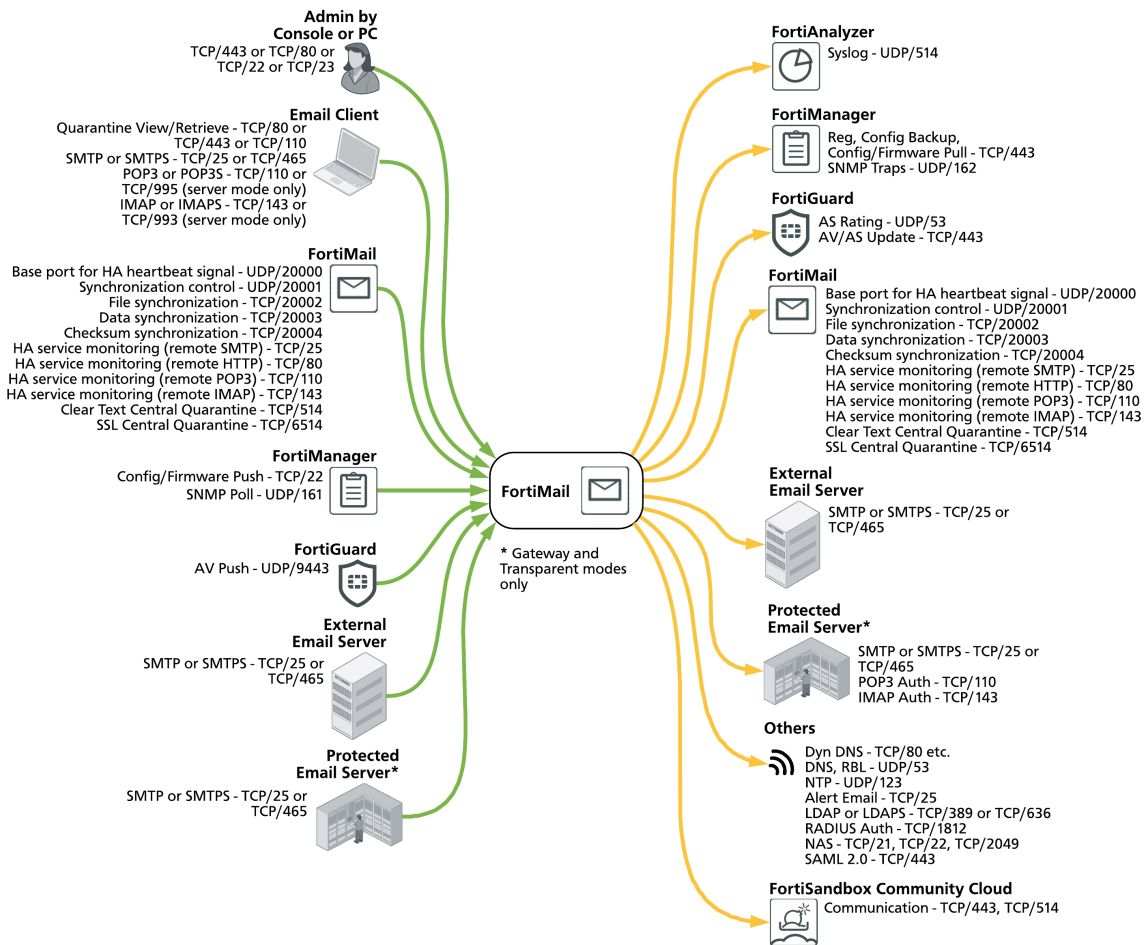 Admin by
Console or PC
TCP/443 or TCP/80 or
TCP/22 or TCP/23
Email Client
Quarantine View/Retrieve - TCP/80 or
TCP/443 or TCP/110
SMTP or SMTPS - TCP/25 or TCP/465
POP3 or POP3S - TCP/110 or
TCP/995 (server mode only)
IMAP or IMAPS - TCP/143 or
TCP/993 (server mode only)
FortiMail
Base port for HA heartbeat signal - UDP/20000
Synchronization control - UDP/20001
File synchronization - TCP/20002
Data synchronization - TCP/20003
Checksum synchronization - TCP/20004
HA service monitoring (remote SMTP) - TCP/25
HA service monitoring (remote HTTP) - TCP/80
HA service monitoring (remote POP3) - TCP/110
HA service monitoring (remote IMAP) - TCP/143
Clear Text Central Quarantine - TCP/514
SSL Central Quarantine - TCP/6514
FortiManager
Config/Firmware Push - TCP/22
SNMP Poll - UDP/161
FortiGuard
AV Push - UDP/9443
External
Email Server
SMTP or SMTPS - TCP/25 or
TCP/465
Protected
Email Server*
SMTP or SMTPS - TCP/25 or
TCP/465
FortiMail
* Gateway and
Transparent modes
only
FortiAnalyzer
Syslog - UDP/514
FortiManager
Reg, Config Backup,
Config/Firmware Pull - TCP/443
SNMP Traps - UDP/162
FortiGuard
AS Rating - UDP/53
AV/AS Update - TCP/443
FortiMail
Base port for HA heartbeat signal - UDP/20000
Synchronization control - UDP/20001
File synchronization - TCP/20002
Data synchronization - TCP/20003
Checksum synchronization - TCP/20004
HA service monitoring (remote SMTP) - TCP/25
HA service monitoring (remote HTTP) - TCP/80
HA service monitoring (remote POP3) - TCP/110
HA service monitoring (remote IMAP) - TCP/143
Clear Text Central Quarantine - TCP/514
SSL Central Quarantine - TCP/6514
External
Email Server
SMTP or SMTPS - TCP/25 or
TCP/465
Protected
Email Server*
SMTP or SMTPS - TCP/25 or
TCP/465
POP3 Auth - TCP/110
IMAP Auth - TCP/143
Others
Dyn DNS - TCP/80 etc.
DNS, RBL - UDP/53
NTP - UDP/123
Alert Email - TCP/25
LDAP or LDAPS - TCP/389 or TCP/636
RADIUS Auth - TCP/1812
NAS - TCP/21, TCP/22, TCP/2049
SAML 2.0 - TCP/443
FortiSandbox Community Cloud
Communication - TCP/443, TCP/514